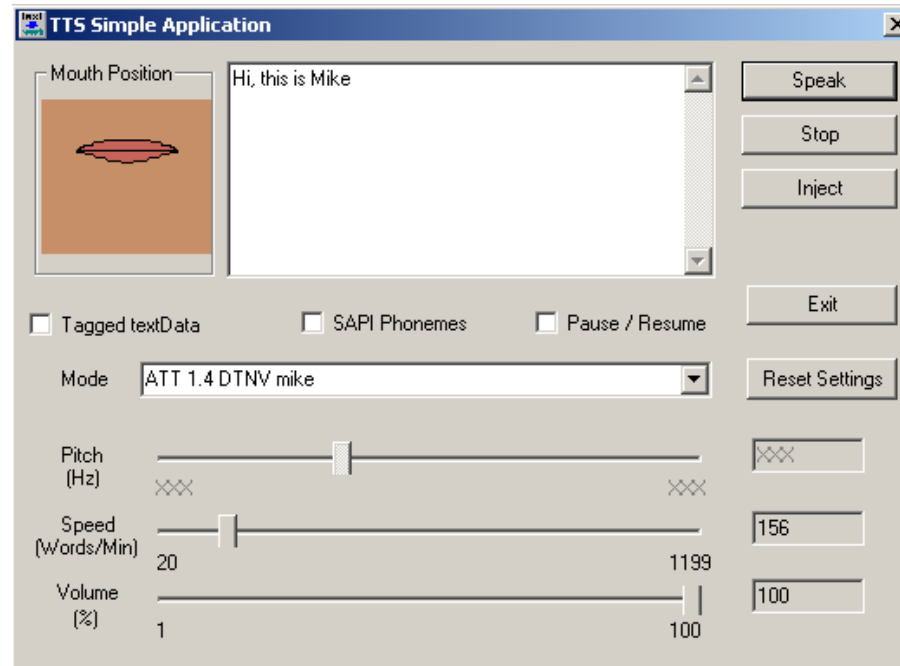 TTS Simple Application
Mouth Position
Hi, this is Mike
Speak
Stop
Inject
Exit
Tagged textData
SAPI Phonemes
Pause / Resume
Mode
ATT 1.4 DTNV mike
Reset Settings
Pitch
(Hz)
XXX
XXX
XXX
Speed
(Words/Min)
20
1199
156
Volume
(%)
1
100
100